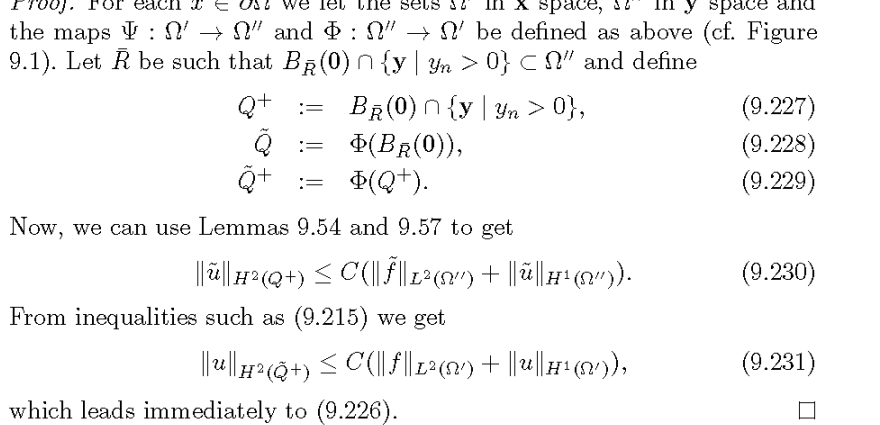 Proof. For each x ∈ ∂Ω we let the sets Ω′ in x space, Ω″ in y space and
the maps Ψ : Ω′ → Ω″ and Φ : Ω″ → Ω′ be defined as above (cf. Figure
9.1). Let R̄ be such that B_R̄(0) ∩ {y | yₙ > 0} ⊂ Ω″ and define
Q⁺ := B_R̄(0) ∩ {y | yₙ > 0}, (9.227)
Q̃ := Φ(B_R̄(0)), (9.228)
Q̃⁺ := Φ(Q⁺). (9.229)
Now, we can use Lemmas 9.54 and 9.57 to get
‖ũ‖_{H²(Q⁺)} ≤ C(‖f̃‖_{L²(Ω″)} + ‖ũ‖_{H¹(Ω″)}). (9.230)
From inequalities such as (9.215) we get
‖u‖_{H²(Q̃⁺)} ≤ C(‖f‖_{L²(Ω′)} + ‖u‖_{H¹(Ω′)}), (9.231)
which leads immediately to (9.226). □